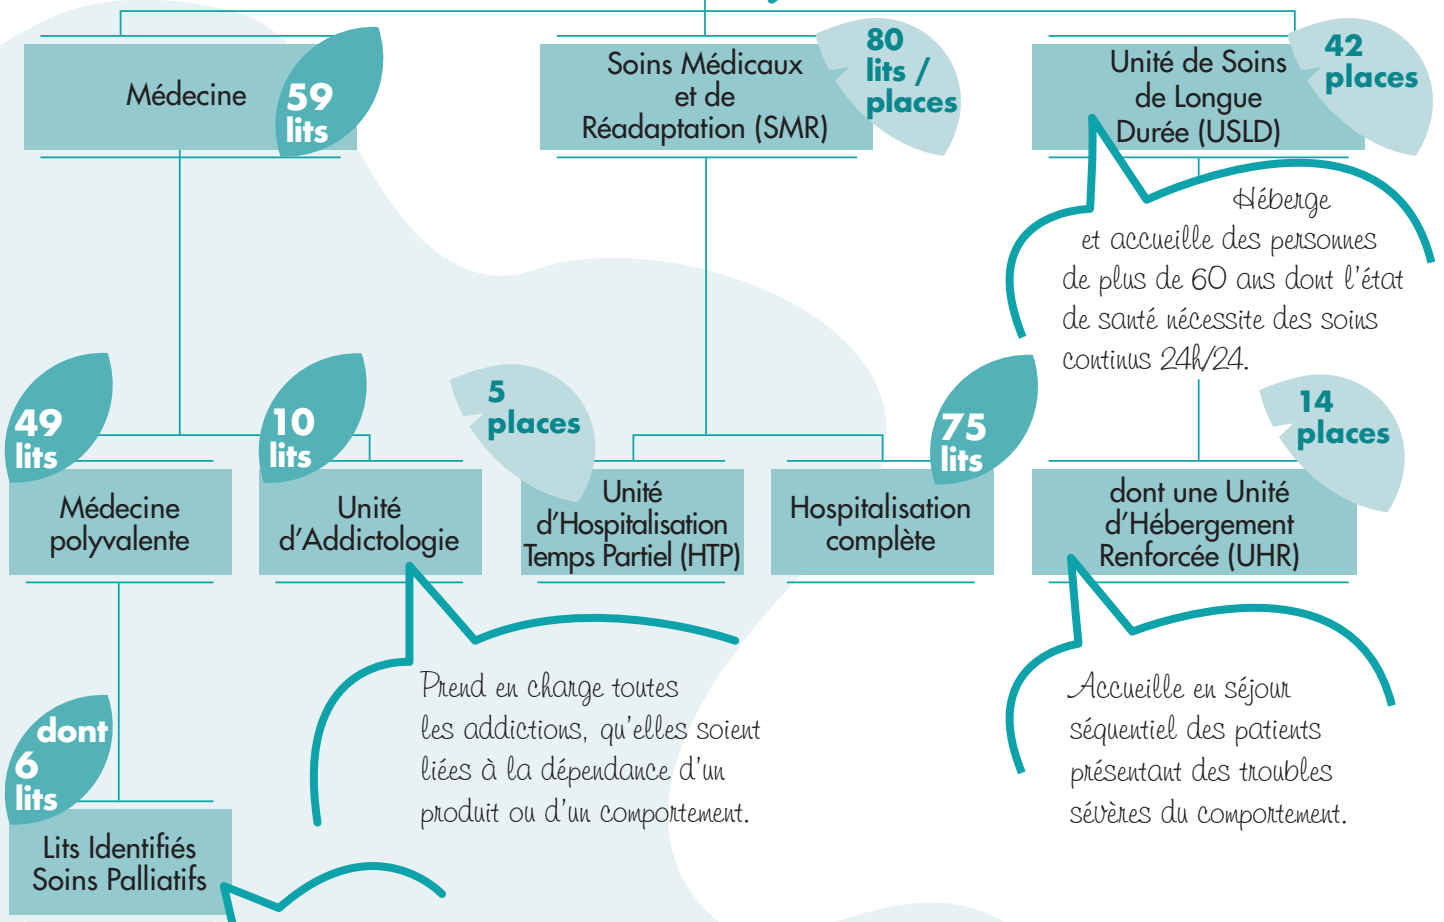 Médecine
59
lits
Soins Médicaux
et de
Réadaptation (SMR)
80
lits /
places
Unité de Soins
de Longue
Durée (USLD)
42
places
Héberge
et accueille des personnes
de plus de 60 ans dont l'état
de santé nécessite des soins
continus 24h/24.
49
lits
Médecine
polyvalente
10
lits
Unité
d'Addictologie
5
places
Unité
d'Hospitalisation
Temps Partiel (HTP)
75
lits
Hospitalisation
complète
14
places
dont une Unité
d'Hébergement
Renforcée (UHR)
Prend en charge toutes
les addictions, qu'elles soient
liées à la dépendance d'un
produit ou d'un comportement.
Accueille en séjour
séquentiel des patients
présentant des troubles
sévères du comportement.
dont
6
lits
Lits Identifiés
Soins Palliatifs